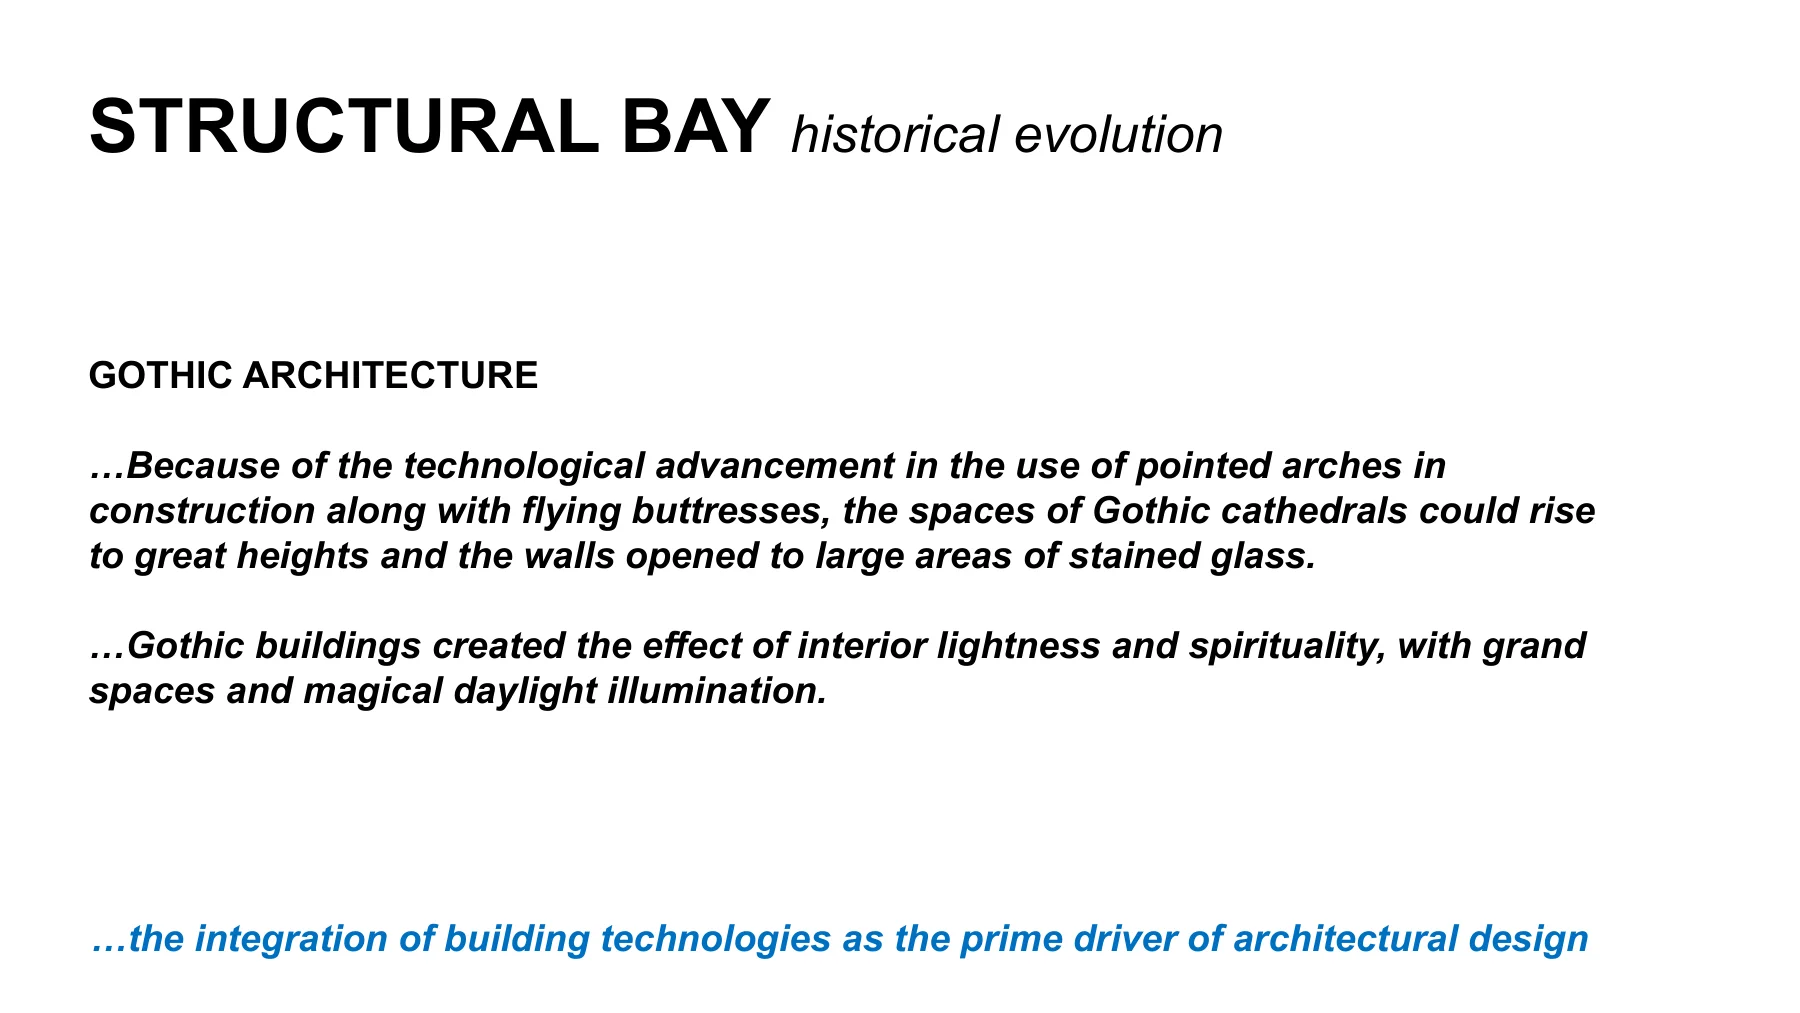 STRUCTURAL BAY historical evolution
GOTHIC ARCHITECTURE
…Because of the technological advancement in the use of pointed arches in
construction along with flying buttresses, the spaces of Gothic cathedrals could rise
to great heights and the walls opened to large areas of stained glass.
…Gothic buildings created the effect of interior lightness and spirituality, with grand
spaces and magical daylight illumination.
…the integration of building technologies as the prime driver of architectural design